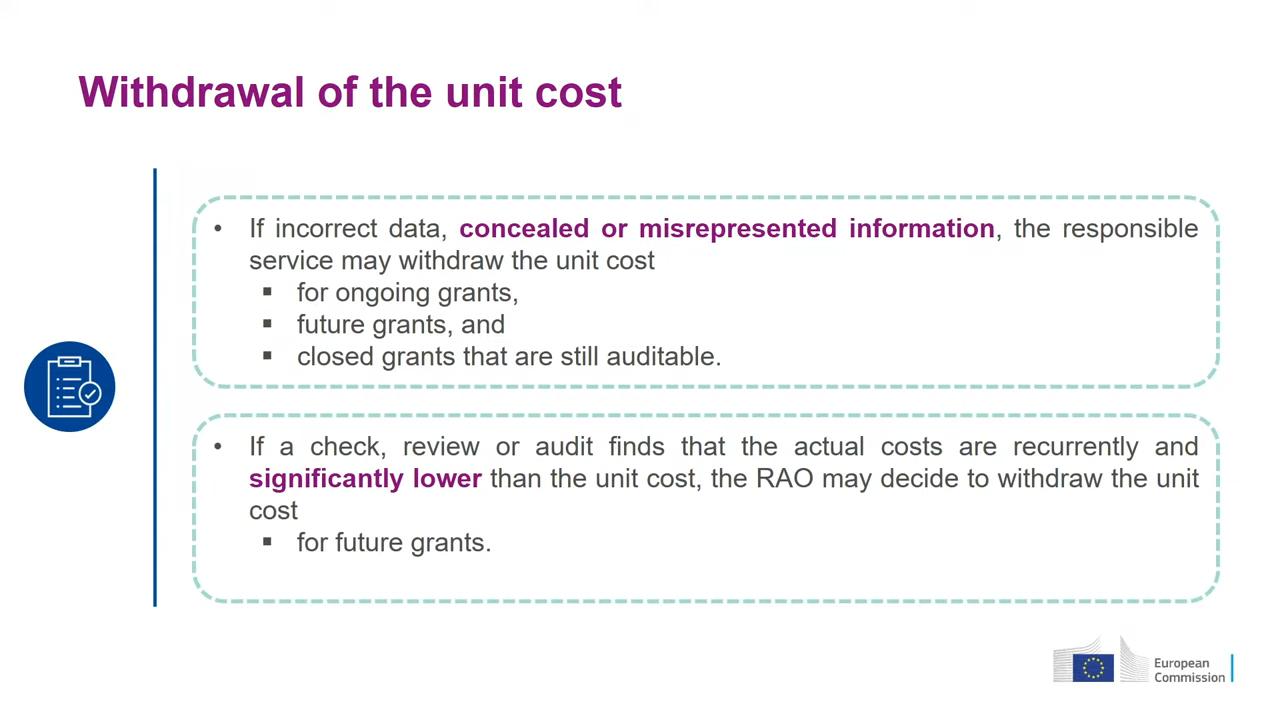 Withdrawal of the unit cost
• If incorrect data, concealed or misrepresented information, the responsible
service may withdraw the unit cost
▪ for ongoing grants,
▪ future grants, and
▪ closed grants that are still auditable.
• If a check, review or audit finds that the actual costs are recurrently and
significantly lower than the unit cost, the RAO may decide to withdraw the unit
cost
▪ for future grants.
European
Commission